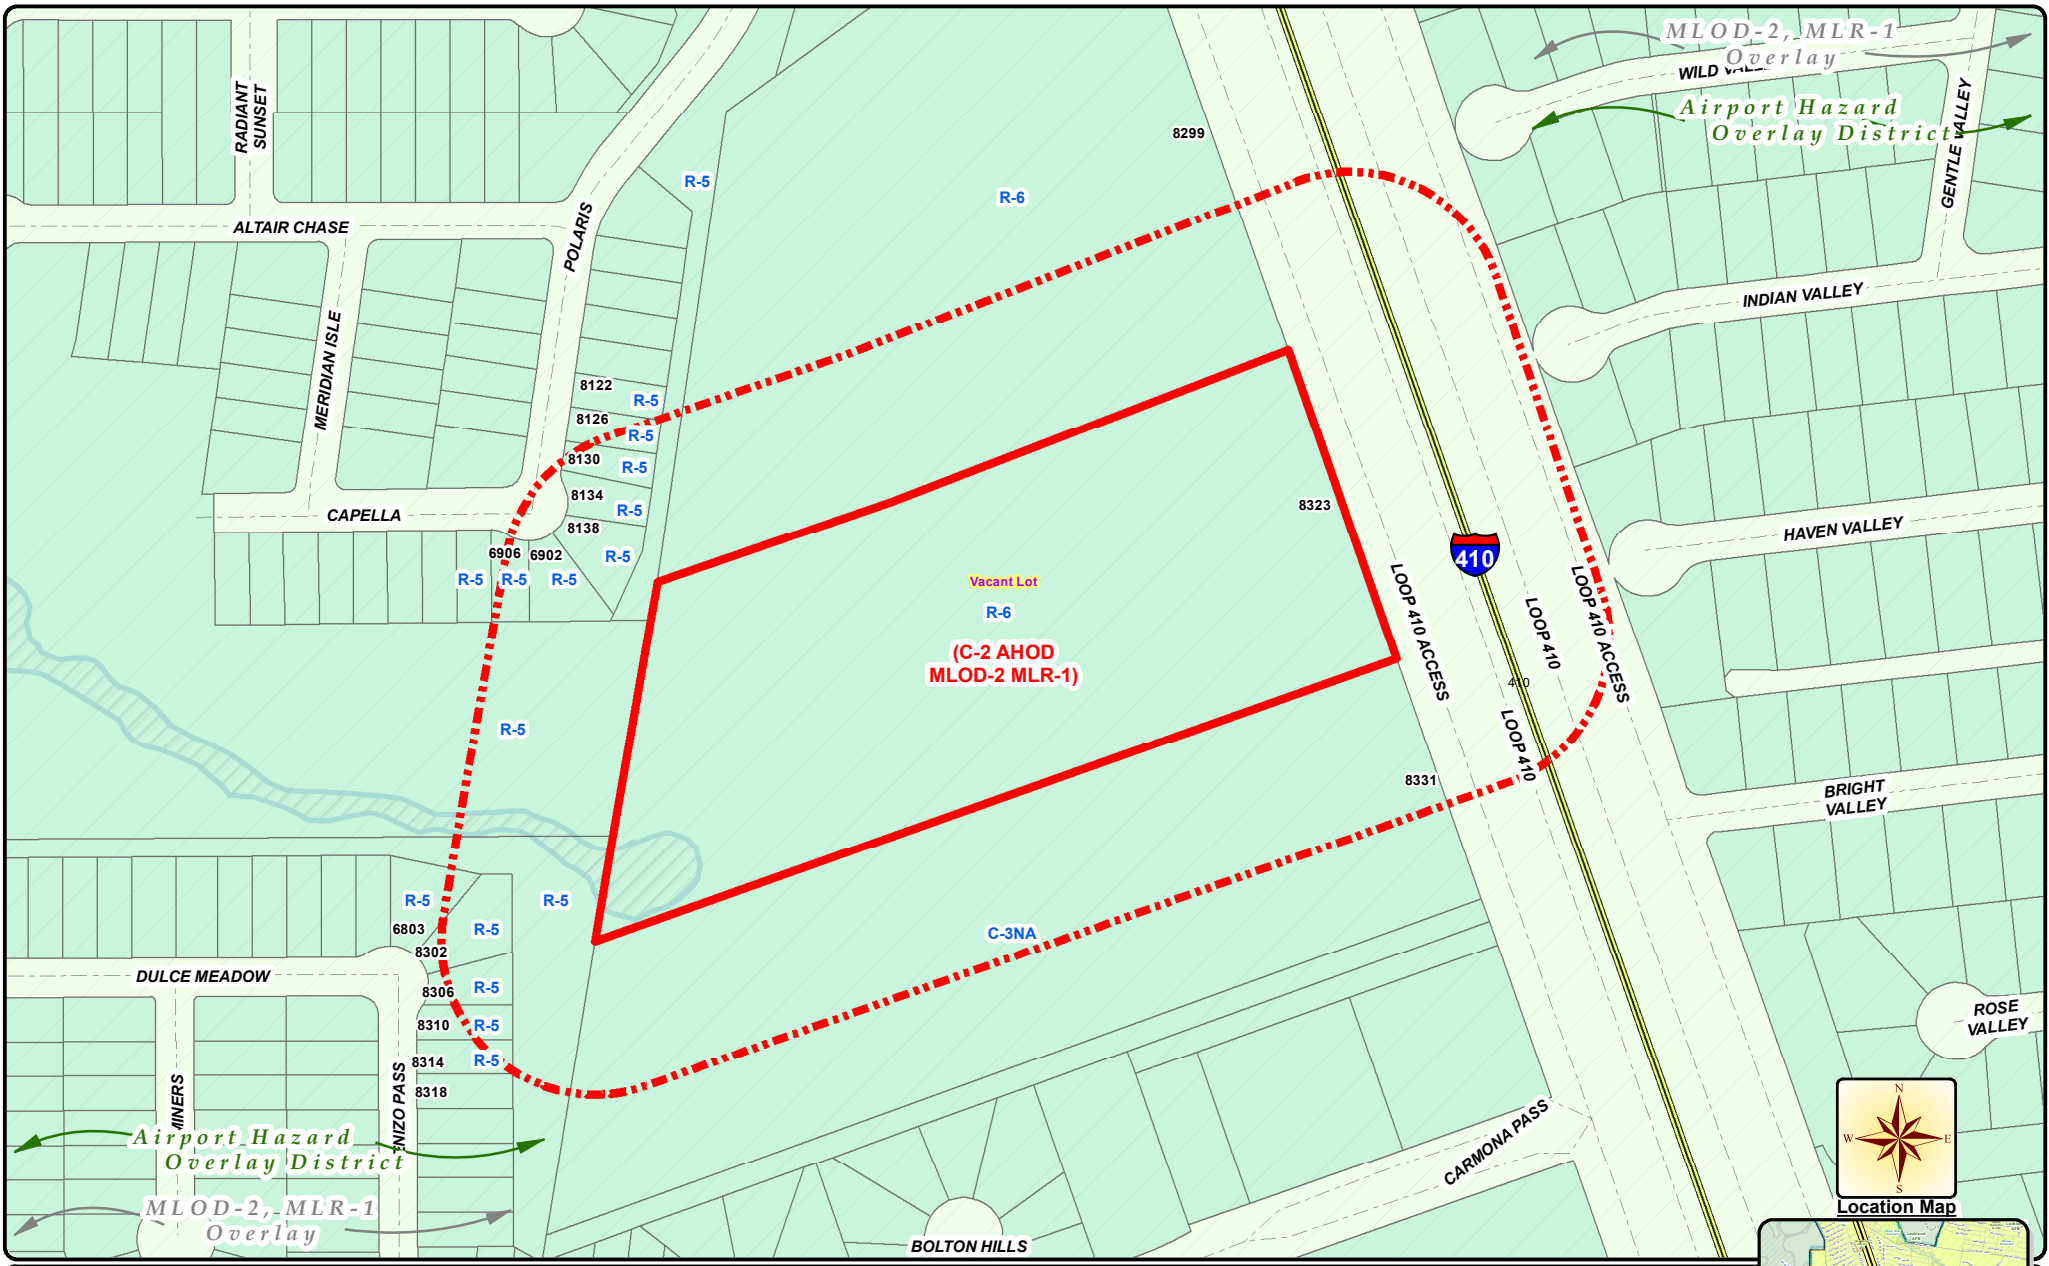 MLOD-2, MLR-1
Overlay
WILD
Airport Hazard
Overlay District
GENTLE VALLEY
RADIANT
SUNSET
8299
R-5
R-6
ALTAIR CHASE
POLARIS
INDIAN VALLEY
MERIDIAN ISLE
8122
R-5
8126
R-5
8130
R-5
8134
R-5
8138
R-5
CAPELLA
6906
6902
R-5
R-5
R-5
8323
410
HAVEN VALLEY
Vacant Lot
R-6
(C-2 AHOD
MLOD-2 MLR-1)
LOOP 410 ACCESS
LOOP 410
LOOP 410 ACCESS
410
LOOP 410
R-5
8331
BRIGHT
VALLEY
R-5
R-5
6803
R-5
8302
C-3NA
DULCE MEADOW
8306
R-5
8310
R-5
8314
R-5
8318
MINERS
ENIZO PASS
ROSE
VALLEY
CARMONA PASS
Airport Hazard
Overlay District
MLOD-2, MLR-1
Overlay
BOLTON HILLS
N
W
E
S
Location Map